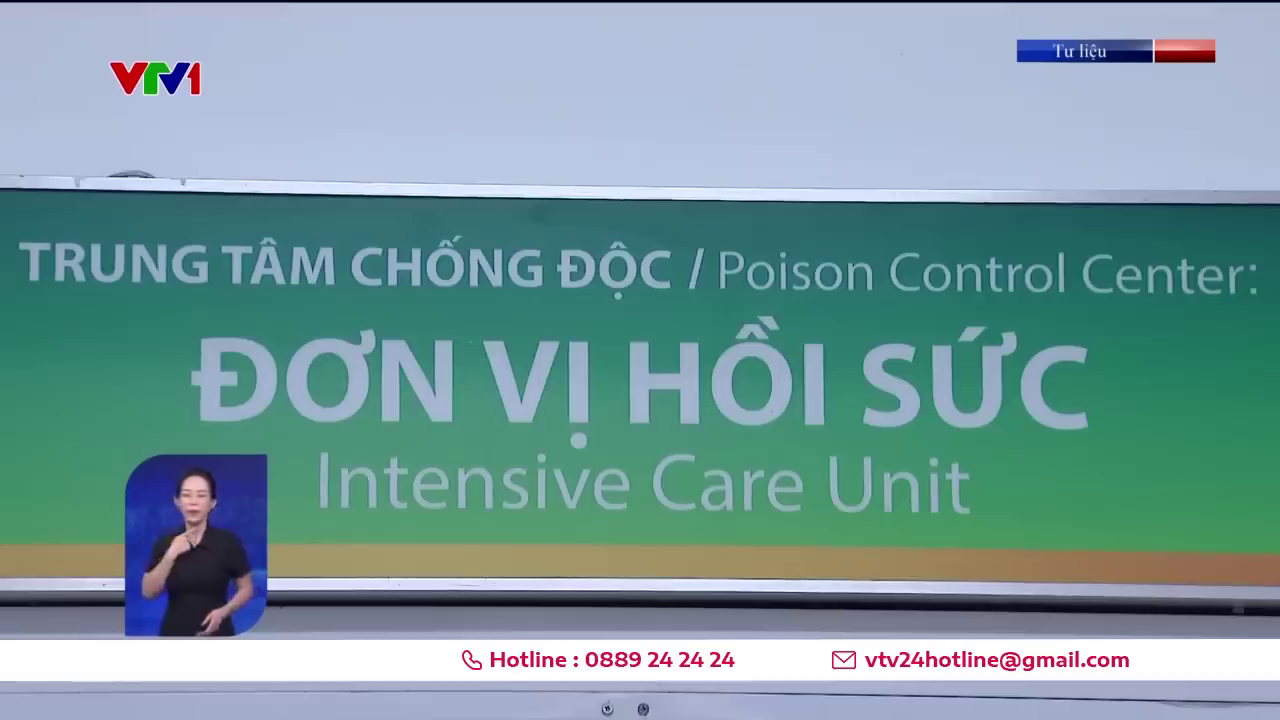 VTV1
Tư liệu
TRUNG TÂM CHỐNG ĐỘC / Poison Control Center:
ĐƠN VỊ HỒI SỨC
Intensive Care Unit
Hotline : 0889 24 24 24
vtv24hotline@gmail.com